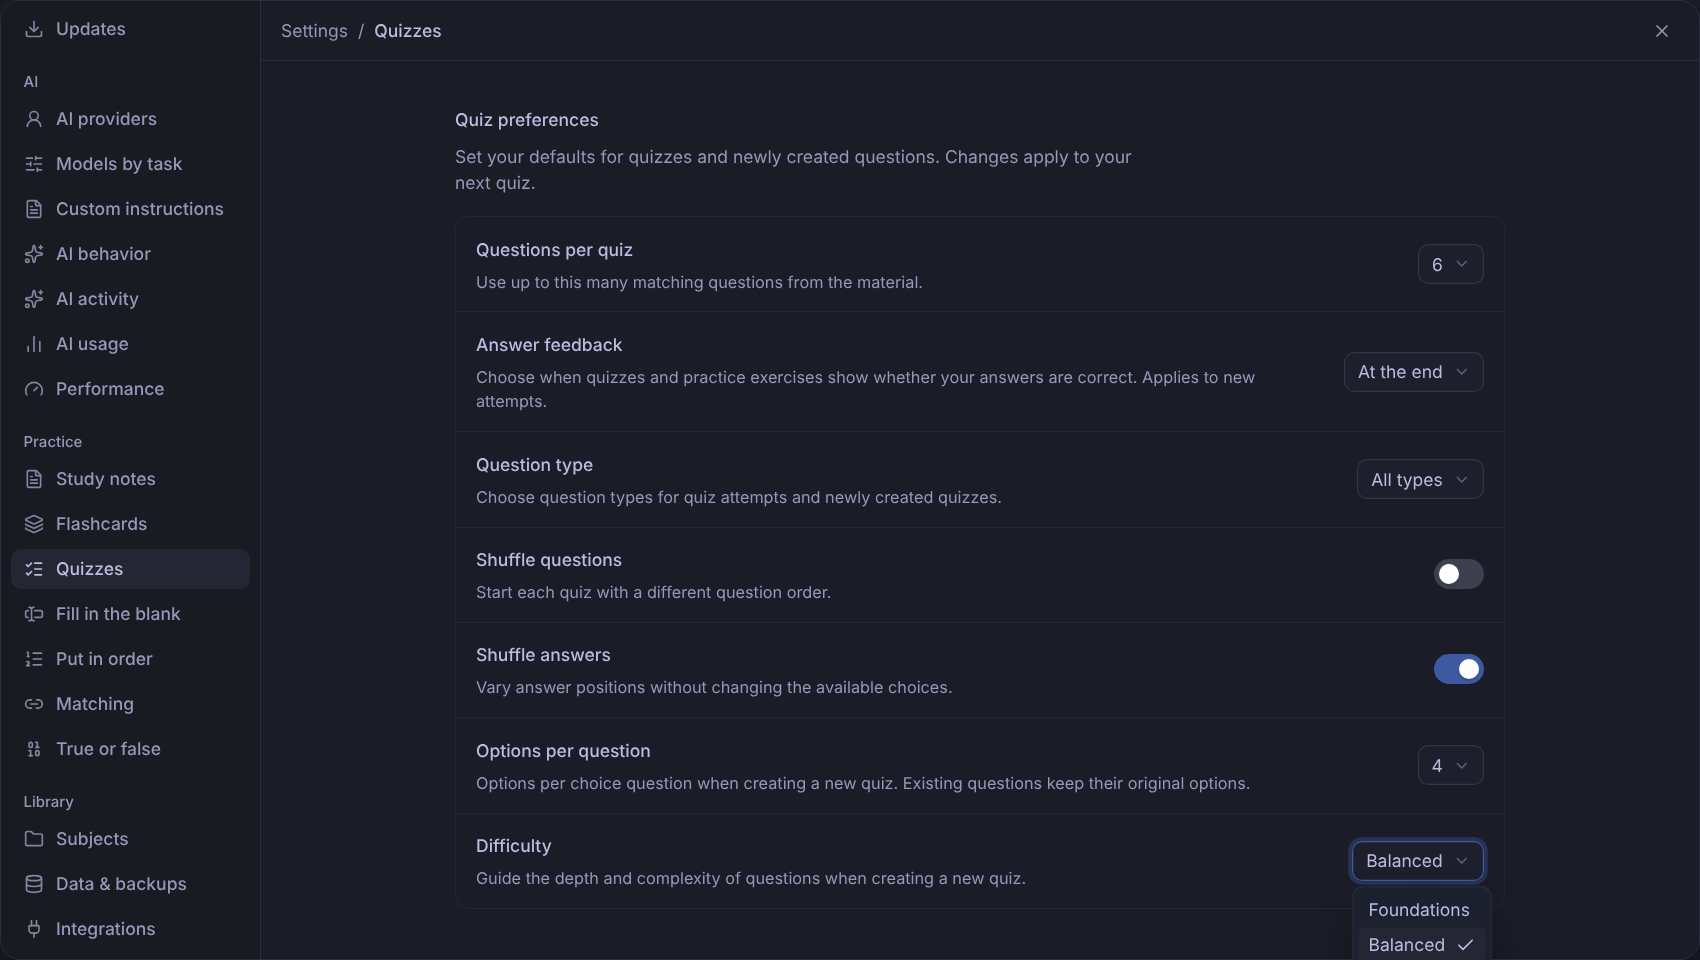 Updates
AI
AI providers
Models by task
Custom instructions
AI behavior
AI activity
AI usage
Performance
Practice
Study notes
Flashcards
Quizzes
Fill in the blank
Put in order
Matching
True or false
Library
Subjects
Data & backups
Integrations
Settings / Quizzes
Quiz preferences
Set your defaults for quizzes and newly created questions. Changes apply to your
next quiz.
Questions per quiz
Use up to this many matching questions from the material.
6
Answer feedback
Choose when quizzes and practice exercises show whether your answers are correct. Applies to new
attempts.
At the end
Question type
Choose question types for quiz attempts and newly created quizzes.
All types
Shuffle questions
Start each quiz with a different question order.
Shuffle answers
Vary answer positions without changing the available choices.
Options per question
Options per choice question when creating a new quiz. Existing questions keep their original options.
4
Difficulty
Guide the depth and complexity of questions when creating a new quiz.
Balanced
Foundations
Balanced